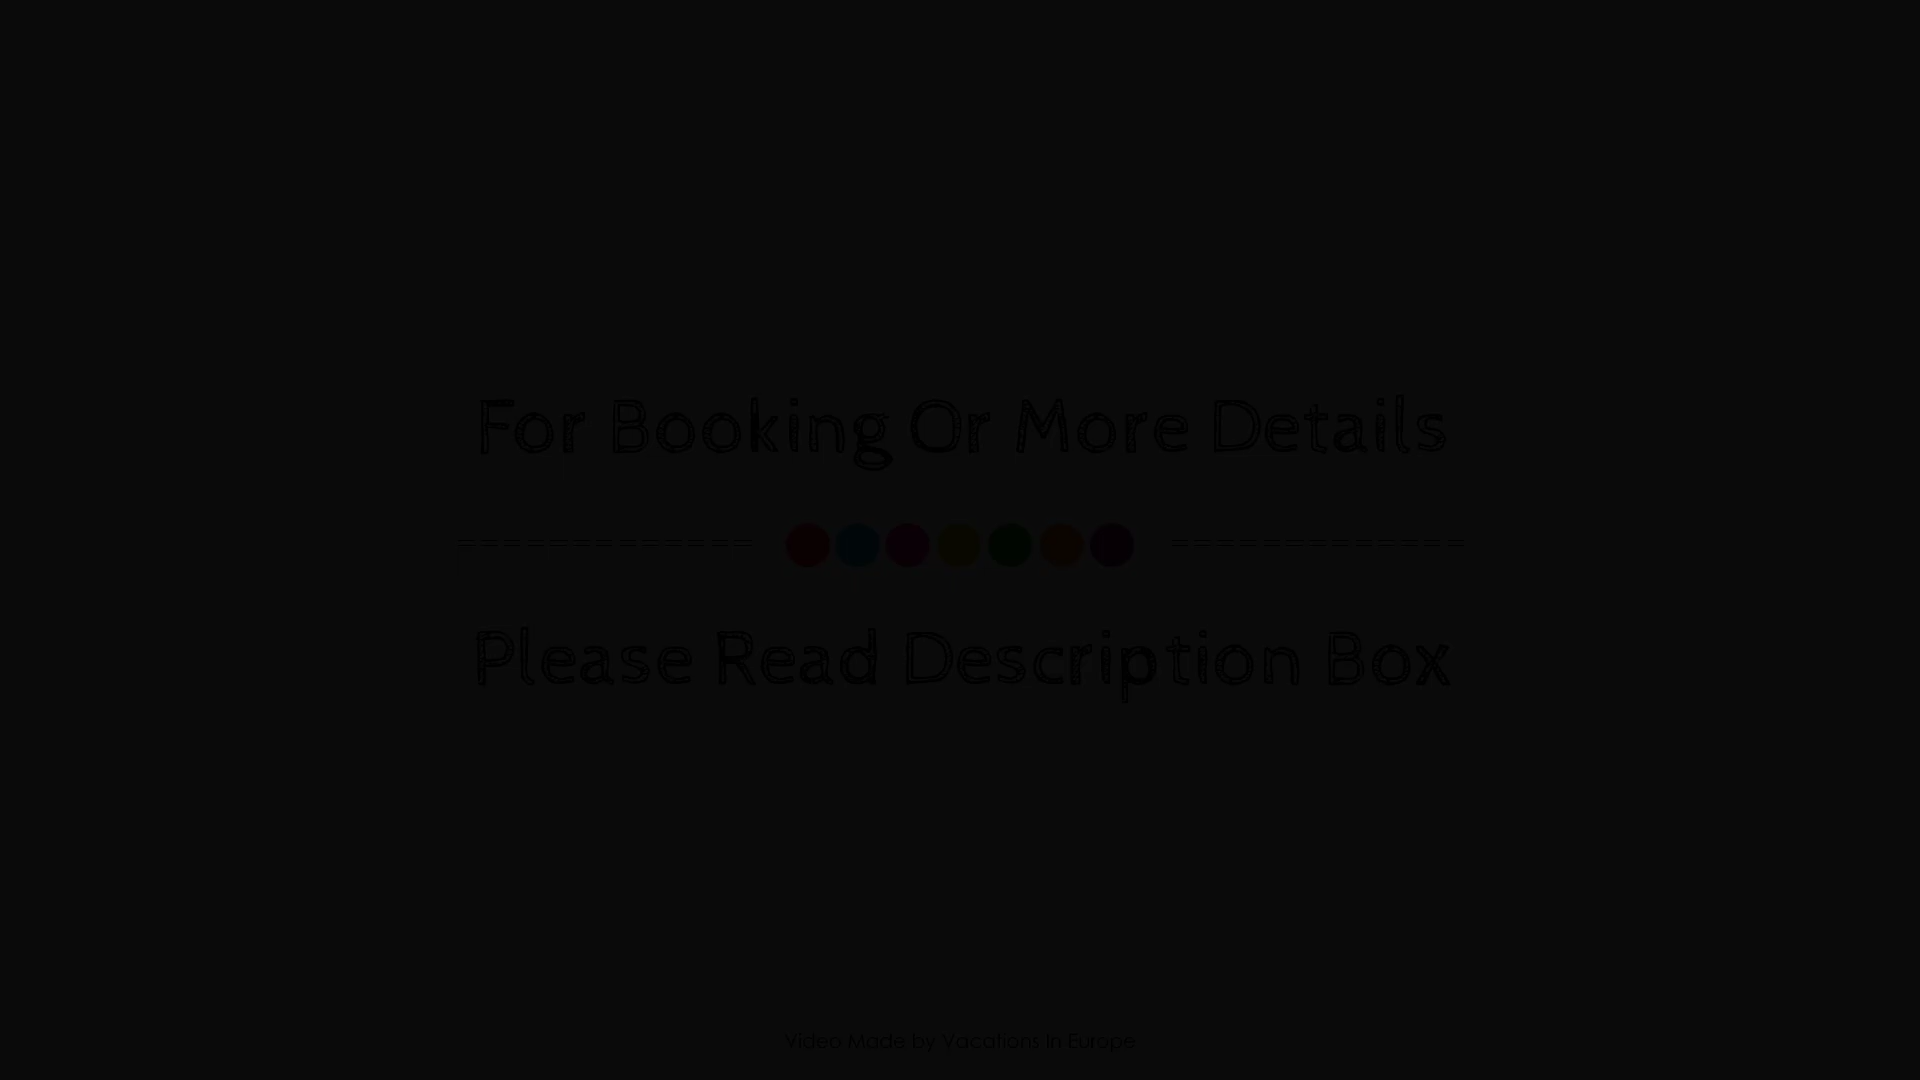 For Booking Or More Details
Please Read Description Box
Video Made by Vacations In Europe